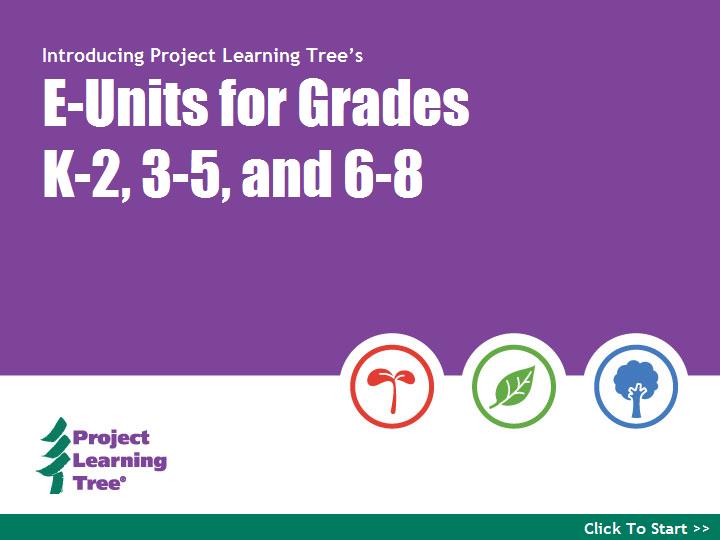 Introducing Project Learning Tree’s
E-Units for Grades
K-2, 3-5, and 6-8
Project
Learning
Tree®
Click To Start >>